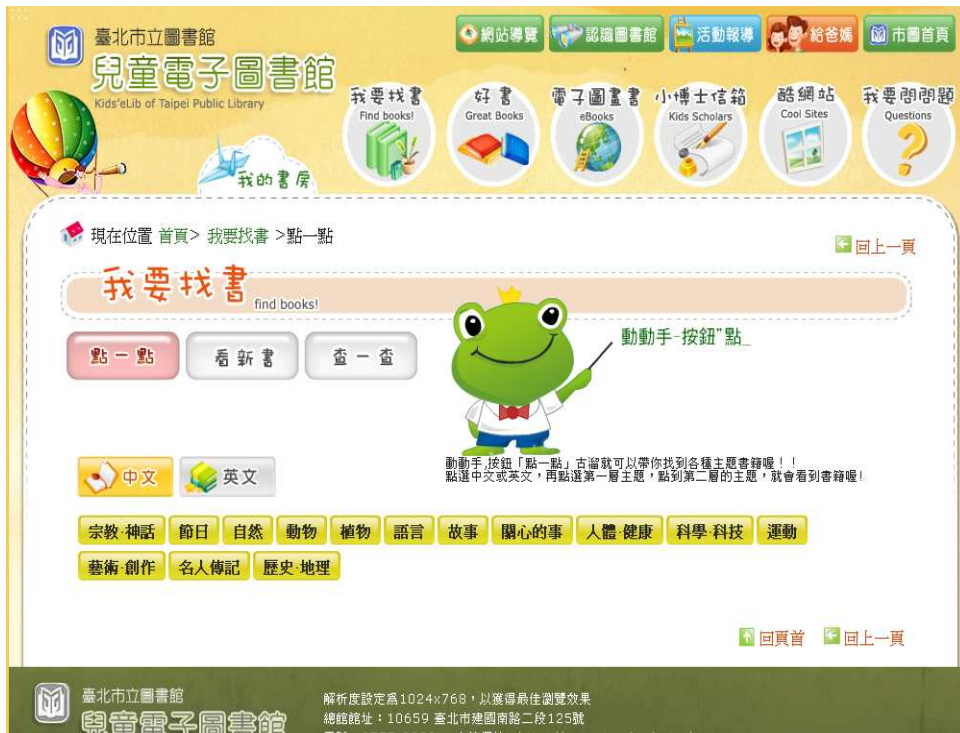 臺北市立圖書館
兒童電子圖書館
Kids'eLib of Taipei Public Library
網站導覽 認識圖書館 活動報導 給爸媽 市圖首頁
我要找書 好書 電子圖畫書 小博士信箱 酷網站 我要問問題
Find books! Great Books eBooks Kids Scholars Cool Sites Questions
我的書房
現在位置 首頁> 我要找書 >點一點
回上一頁
我要找書
find books!
動動手-按鈕"點_
點一點 看新書 查一查
動動手,按鈕「點一點」古溜就可以帶你找到各種主題書籍喔！！
點選中文或英文，再點選第一層主題，點到第二層的主題，就會看到書籍喔!
中文 英文
宗教·神話 節日 自然 動物 植物 語言 故事 關心的事 人體·健康 科學·科技 運動
藝術·創作 名人傳記 歷史·地理
回頁首 回上一頁
臺北市立圖書館
兒童電子圖書館
解析度設定為1024x768，以獲得最佳瀏覽效果
總館館址：10659 臺北市建國南路二段125號